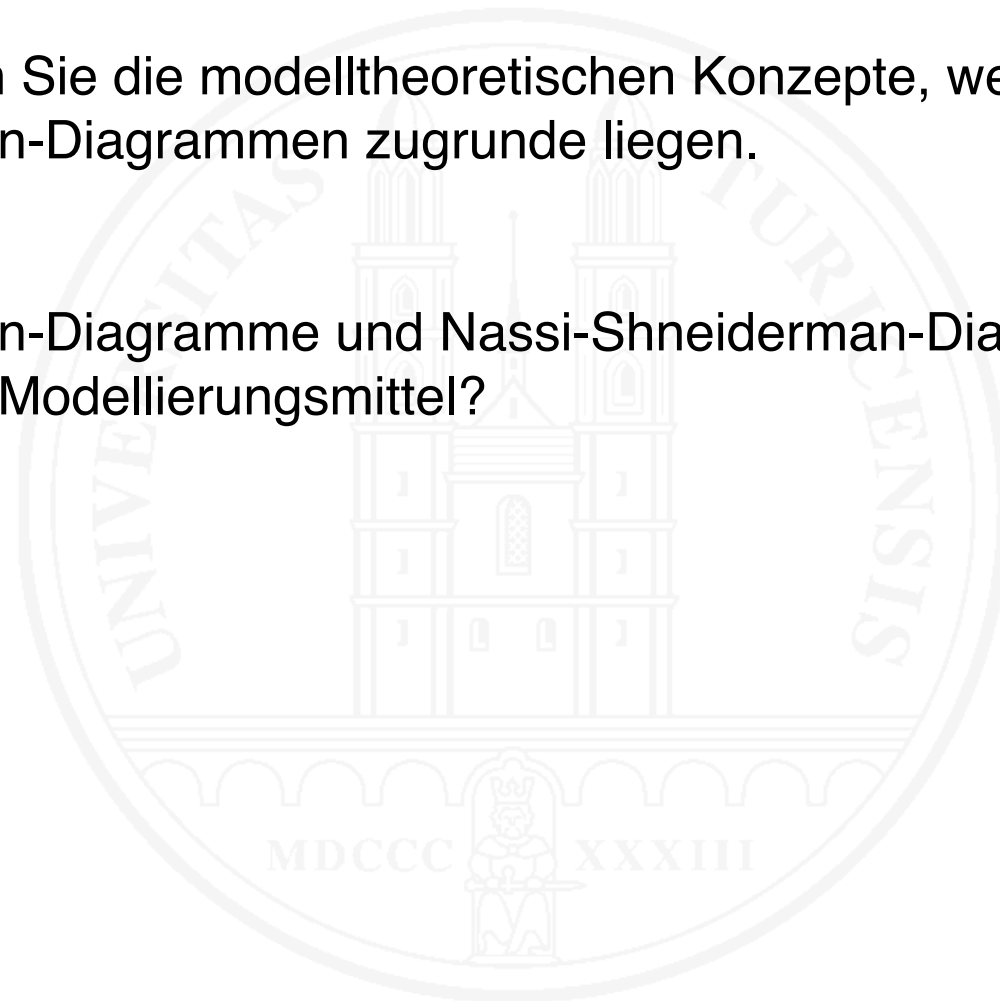 n Sie die modelltheoretischen Konzepte, we
n-Diagrammen zugrunde liegen.
n-Diagramme und Nassi-Shneiderman-Dia
Modellierungsmittel?
UNIVERSITAS TURICENSIS
MDCCC XXXIII